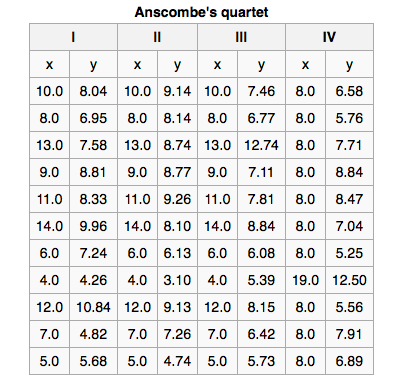 Anscombe's quartet
I II III IV
x y x y x y x y
10.0 8.04 10.0 9.14 10.0 7.46 8.0 6.58
8.0 6.95 8.0 8.14 8.0 6.77 8.0 5.76
13.0 7.58 13.0 8.74 13.0 12.74 8.0 7.71
9.0 8.81 9.0 8.77 9.0 7.11 8.0 8.84
11.0 8.33 11.0 9.26 11.0 7.81 8.0 8.47
14.0 9.96 14.0 8.10 14.0 8.84 8.0 7.04
6.0 7.24 6.0 6.13 6.0 6.08 8.0 5.25
4.0 4.26 4.0 3.10 4.0 5.39 19.0 12.50
12.0 10.84 12.0 9.13 12.0 8.15 8.0 5.56
7.0 4.82 7.0 7.26 7.0 6.42 8.0 7.91
5.0 5.68 5.0 4.74 5.0 5.73 8.0 6.89